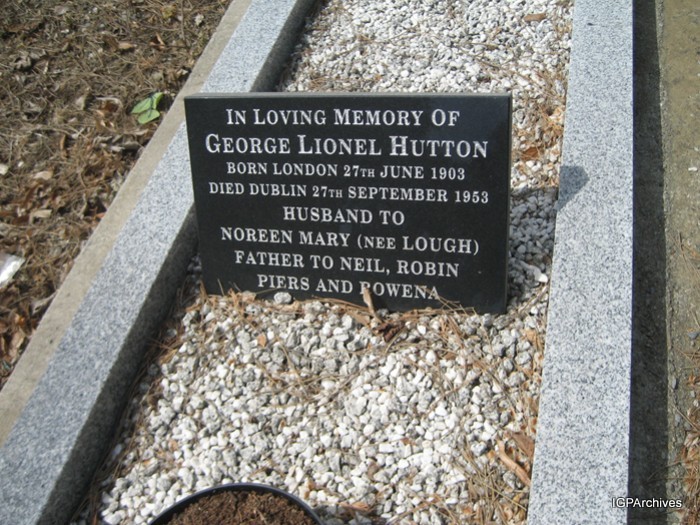 In Loving Memory Of
George Lionel Hutton
BORN LONDON 27TH JUNE 1903
DIED DUBLIN 27TH SEPTEMBER 1953
HUSBAND TO
NOREEN MARY (NEE LOUGH)
FATHER TO NEIL, ROBIN
PIERS AND ROWENA
IGPArchives